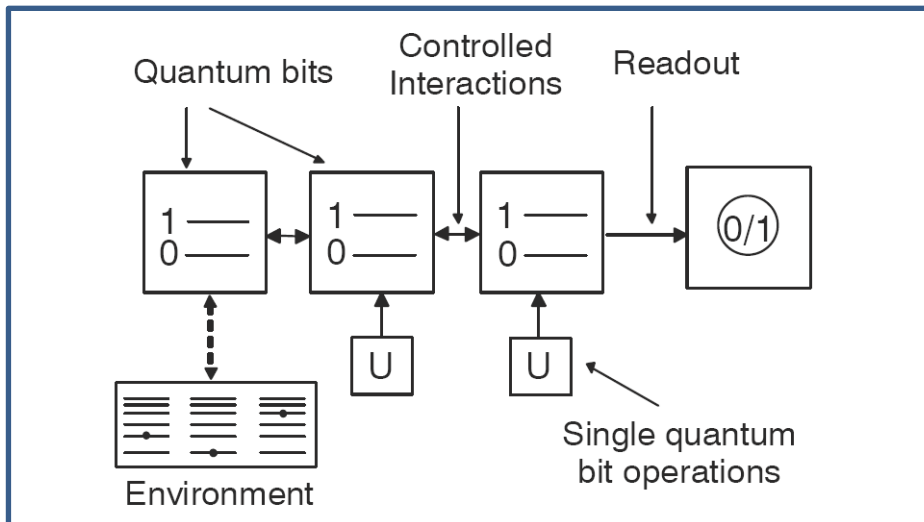 Quantum bits
Controlled
Interactions
Readout
1
0
1
0
1
0
0/1
U
U
Environment
Single quantum
bit operations